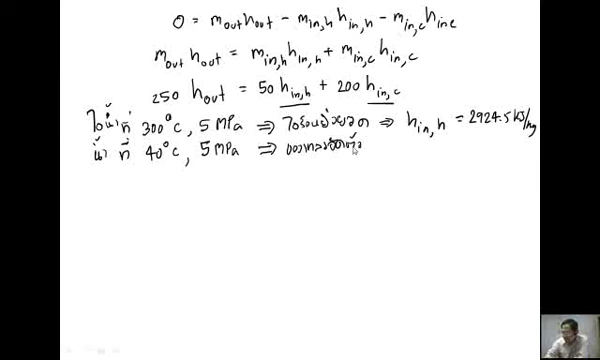 0 = m_out h_out - m_in,h h_in,h - m_in,c h_in,c
m_out h_out = m_in,h h_in,h + m_in,c h_in,c
250 h_out = 50 h_in,h + 200 h_in,c
ไอน้ำที่ 300°C, 5 MPa ⇒ ไอร้อนยิ่งยวด ⇒ h_in,h = 2924.5 kJ/kg
น้ำ ที่ 40°C, 5 MPa ⇒ ของเหลวอัดตัว